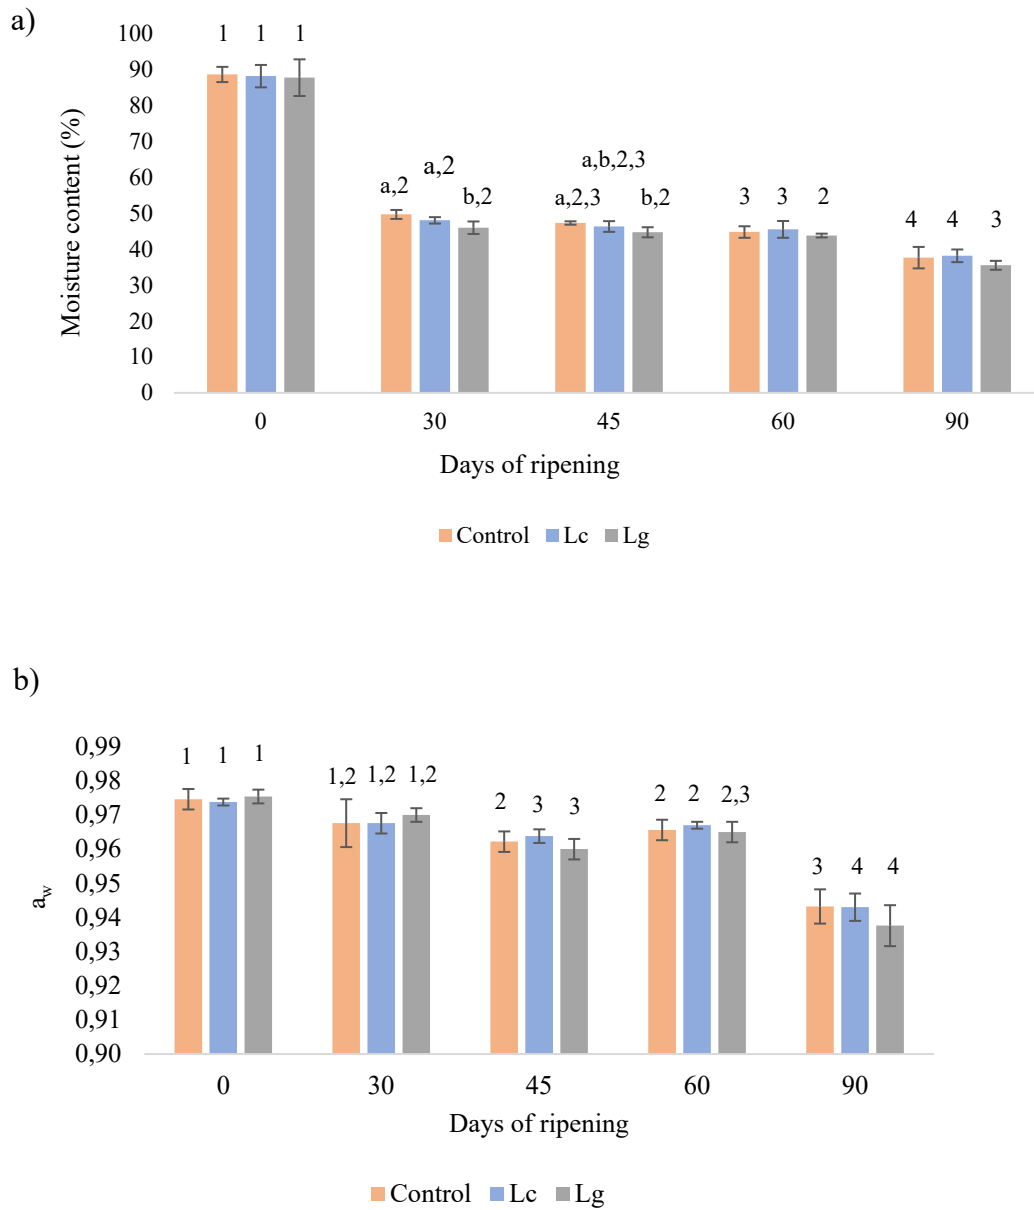 a)
Moisture content (%)
100
90
80
70
60
50
40
30
20
10
0
1 1 1
a,2 a,2 b,2
a,2,3 a,b,2,3 b,2
3 3 2
4 4 3
0 30 45 60 90
Days of ripening
Control Lc Lg
b)
a_w
0,99
0,98
0,97
0,96
0,95
0,94
0,93
0,92
0,91
0,90
1 1 1
1,2 1,2 1,2
2 3 3
2 2 2,3
3 4 4
0 30 45 60 90
Days of ripening
Control Lc Lg